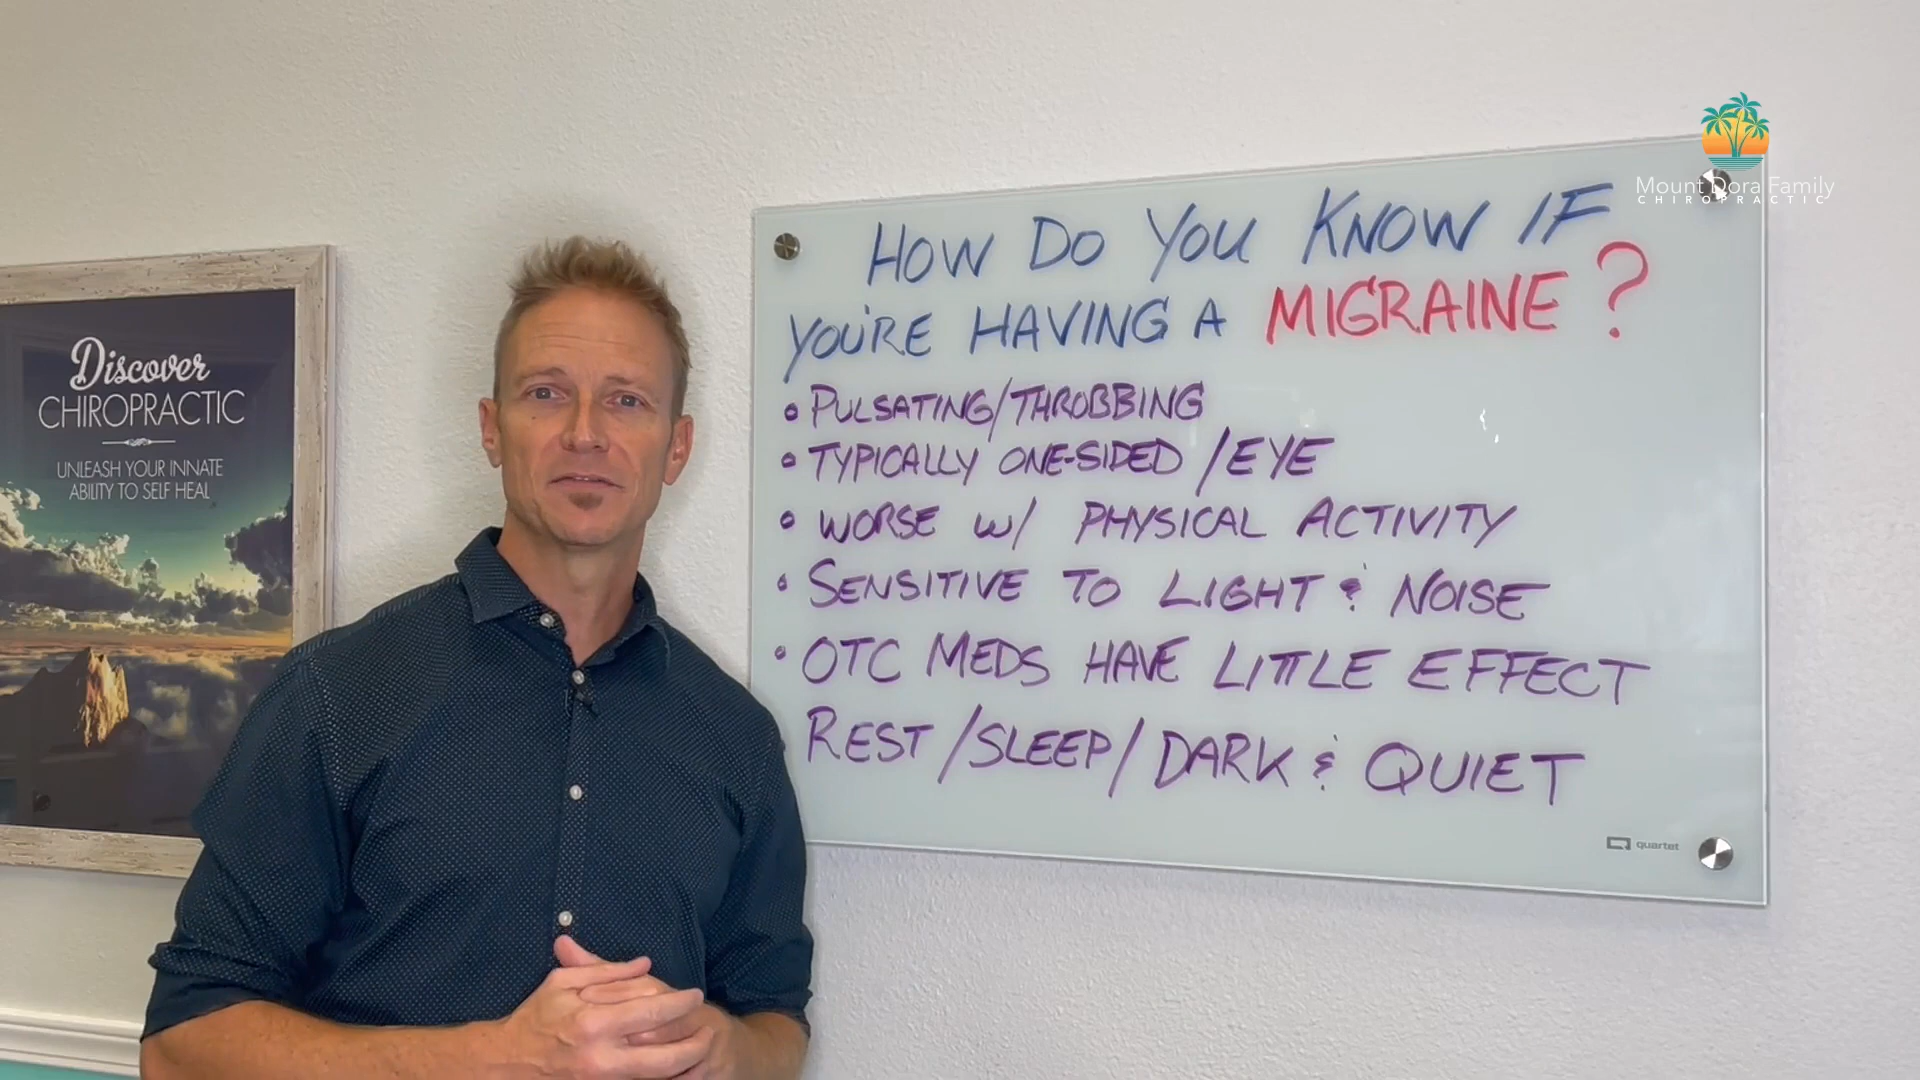 Discover
CHIROPRACTIC
UNLEASH YOUR INNATE
ABILITY TO SELF HEAL
Mount Dora Family
CHIROPRACTIC
HOW DO YOU KNOW IF
YOU'RE HAVING A MIGRAINE?
• PULSATING/THROBBING
• TYPICALLY ONE-SIDED /EYE
• WORSE W/ PHYSICAL ACTIVITY
• SENSITIVE TO LIGHT & NOISE
• OTC MEDS HAVE LITTLE EFFECT
REST/SLEEP/DARK & QUIET
quartet